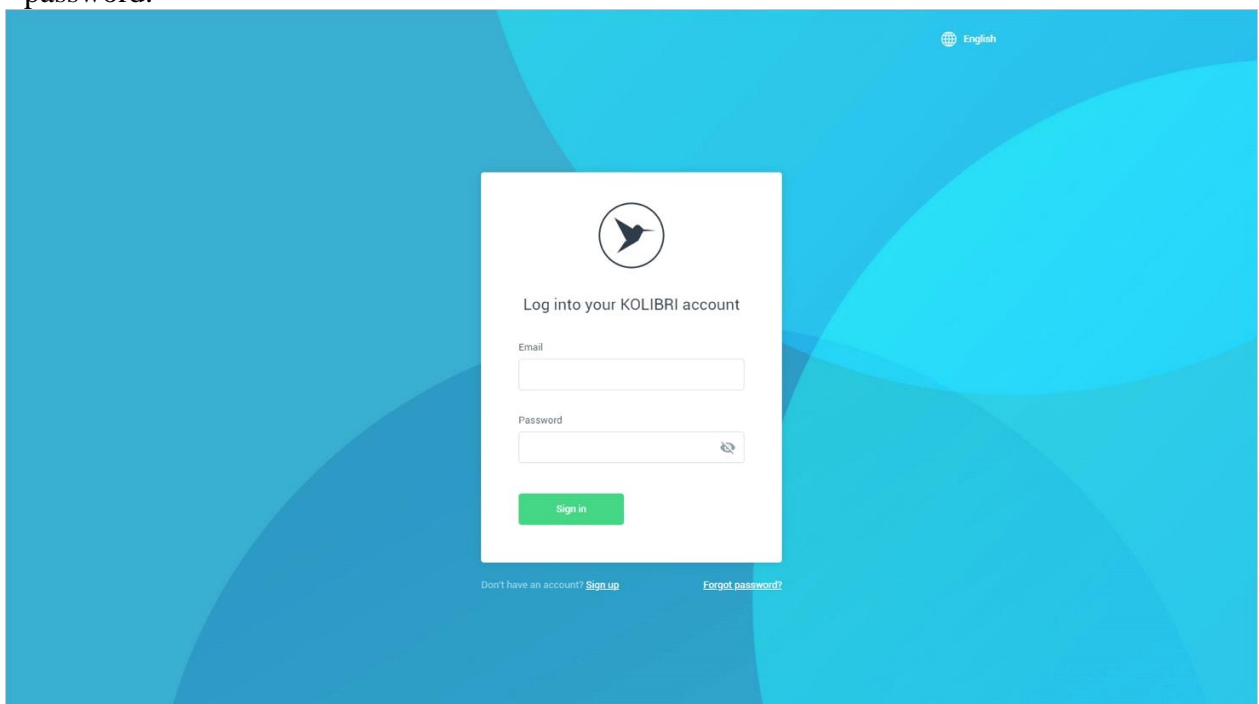 password.
English
Log into your KOLIBRI account
Email
Password
Sign in
Don't have an account? Sign up
Forgot password?